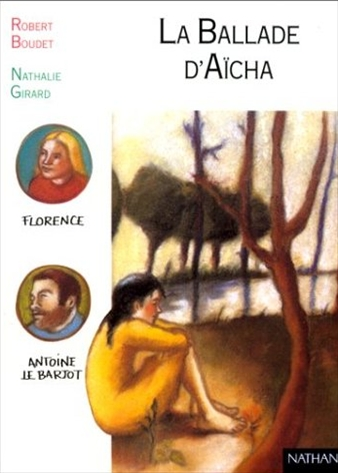 ROBERT
BOUDET
NATHALIE
GIRARD
LA BALLADE
D'AÏCHA
FLORENCE
ANTOINE
LE BARJOT
NATHAN